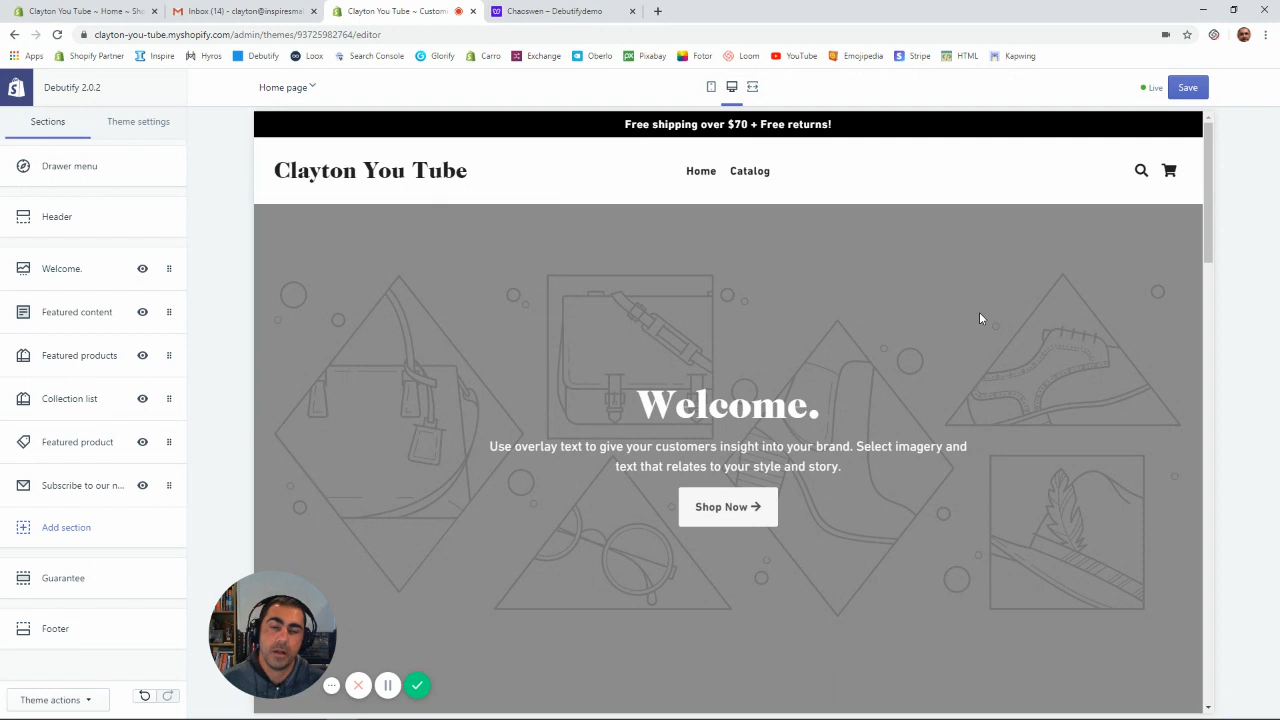 Clayton You Tube ~ Home ~ Sh
Inbox (14) - clayton@inspiresma
Clayton You Tube
Chaoswen – Debutifydemo
clayton-you-tube.myshopify.com/admin/themes/93725982764/editor
Apps
Shopify Partner
Inspire
Hyros
Debutify
Loox
Search Console
Glorify
Carro
Exchange
Oberlo
Pixabay
Fotor
Loom
YouTube
Emojipedia
Stripe
HTML
Kapwing
Debutify 2.0.2
Home page
Live
Save
Sections
Theme settings
Drawer menu
Header
Welcome.
Featured content
Featured products
Collection list
Featured product
Subscribe to our n...
Add section
Guarantee
Footer
Theme actions
Free shipping over $70 + Free returns!
Clayton You Tube
Home
Catalog
Welcome.
Use overlay text to give your customers insight into your brand. Select imagery and
text that relates to your style and story.
Shop Now